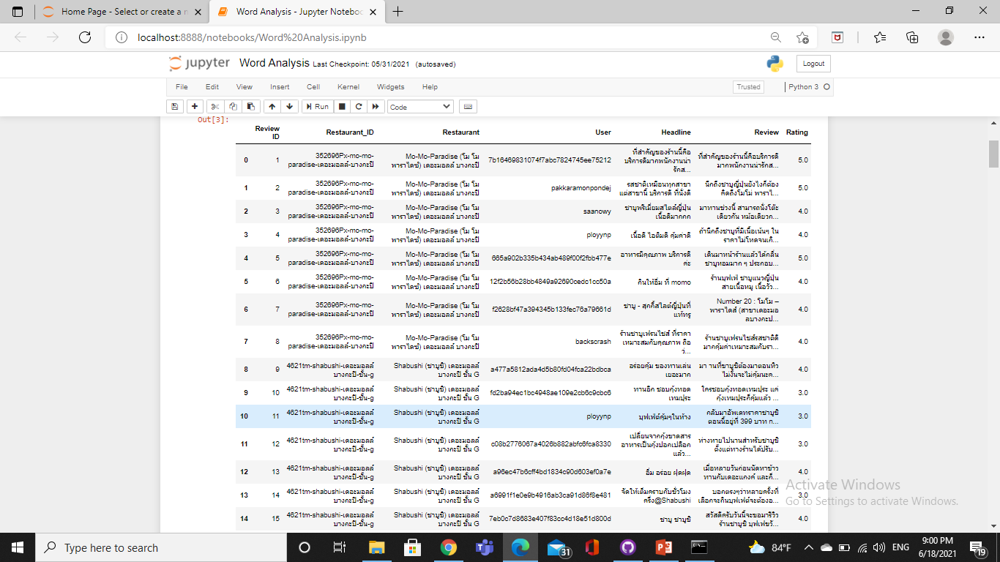 Home Page - Select or create a n
Word Analysis - Jupyter Noteboo
localhost:8888/notebooks/Word%20Analysis.ipynb
jupyter Word Analysis Last Checkpoint: 05/31/2021 (autosaved)
Logout
File Edit View Insert Cell Kernel Widgets Help
Trusted
Python 3
Run
Code
Out[3]:
Review ID Restaurant_ID Restaurant User Headline Review Rating
0 1 352696Px-mo-mo-paradise-เดอะมอลล์-บางกะปิ Mo-Mo-Paradise (โม โม พาราไดซ์) เดอะมอลล์ บางกะปิ 7b16469831074f7abc7824745ee75212 ที่สำคัญของร้านนี้คือบริการดีมากพนักงานน่ารักส... ที่สำคัญของร้านนี้คือบริการดีมากพนักงานน่ารักส... 5.0
1 2 352696Px-mo-mo-paradise-เดอะมอลล์-บางกะปิ Mo-Mo-Paradise (โม โม พาราไดซ์) เดอะมอลล์ บางกะปิ pakkaramonpondej รสชาติเหมือนทุกสาขา แต่สาขานี้ บริการดี ที่นั่งดี นึกถึงชาบูญี่ปุ่นยังไงก็ต้องคิดถึงโมโม่ พาราไ... 5.0
2 3 352696Px-mo-mo-paradise-เดอะมอลล์-บางกะปิ Mo-Mo-Paradise (โม โม พาราไดซ์) เดอะมอลล์ บางกะปิ saanowy ชาบูพรีเมี่ยมสไตล์ญี่ปุ่น เนื้อดีมากกก มาทานช่วงนี้ สามารถนั่งโต๊ะเดียวกัน หม้อเดียวก... 4.0
3 4 352696Px-mo-mo-paradise-เดอะมอลล์-บางกะปิ Mo-Mo-Paradise (โม โม พาราไดซ์) เดอะมอลล์ บางกะปิ ployynp เนื้อดี ไอติมดี คุ้มค่าดี ถ้านึกถึงชาบูที่มีเนื้อเน้นๆ ในราคาไม่โหดจนเกิ... 4.0
4 5 352696Px-mo-mo-paradise-เดอะมอลล์-บางกะปิ Mo-Mo-Paradise (โม โม พาราไดซ์) เดอะมอลล์ บางกะปิ 665a902b335b434ab489f00f2fbb477e อาหารมีคุณภาพ บริการดีค่ะ เดินมาหน้าร้านแล้วได้กลิ่นชาบูหอมมาก ๆ ประกอบ... 5.0
5 6 352696Px-mo-mo-paradise-เดอะมอลล์-บางกะปิ Mo-Mo-Paradise (โม โม พาราไดซ์) เดอะมอลล์ บางกะปิ 12f2b56b28bb4849a92690cedc1cc50a กินให้อิ่ม ที่ momo ร้านบุฟเฟ่ ชาบูแนวญี่ปุ่น สายเนื้อหมู เนื้อวัว... 4.0
6 7 352696Px-mo-mo-paradise-เดอะมอลล์-บางกะปิ Mo-Mo-Paradise (โม โม พาราไดซ์) เดอะมอลล์ บางกะปิ f2628bf47a394345b133fec76a79661d ชาบู - สุกกี้สไลต์ญี่ปุ่นที่แท้ทรู Number 20 : โมโม – พาราไดส์ (สาขาเดอะมอลบางกะป... 4.0
7 8 352696Px-mo-mo-paradise-เดอะมอลล์-บางกะปิ Mo-Mo-Paradise (โม โม พาราไดซ์) เดอะมอลล์ บางกะปิ backscrash ร้านชาบูเฟรนไชส์ ที่ราคาเหมาะสมกับคุณภาพ ถือว่... ร้านชาบูเฟรนไชส์รสชาติดีมากคุ้มค่าเหมาะสมกับรา... 4.0
8 9 4621tm-shabushi-เดอะมอลล์บางกะปิ-ชั้น-g Shabushi (ชาบูชิ) เดอะมอลล์บางกะปิ ชั้น G a477a5812ada4d5b80fd04fca22bdbca อร่อยคุ้ม ของทานเล่นเยอะมาก มา ทนที่ชาบูชิต้องมาตอนหิว ไม่งั้นจะไม่คุ้มนะค... 4.0
9 10 4621tm-shabushi-เดอะมอลล์บางกะปิ-ชั้น-g Shabushi (ชาบูชิ) เดอะมอลล์บางกะปิ ชั้น G fd2ba94ec1bc4948ae109e2cb6c9cbc6 ทานอีก ชอบกุ้งทอดเทมปุระ ใครชอบกุ้งทอดเทมปุระ แค่กุ้งเทมปุระก็คุ้มแล้ว ... 3.0
10 11 4621tm-shabushi-เดอะมอลล์บางกะปิ-ชั้น-g Shabushi (ชาบูชิ) เดอะมอลล์บางกะปิ ชั้น G ployynp บุฟเฟ่ต์คุ้มๆในห้าง กลับมาอัพเดทราคาชาบูชิ ตอนนี้อยู่ที่ 399 บาท ก... 3.0
11 12 4621tm-shabushi-เดอะมอลล์บางกะปิ-ชั้น-g Shabushi (ชาบูชิ) เดอะมอลล์บางกะปิ ชั้น G c08b2776067a4026b882abfc6fca8330 เปลี่ยนจากกุ้งขาดสารอาหารเป็นกุ้งปอกเปลือกแล้ว... ห่างหายไปนานสำหรับชาบูชิ ตั้งแต่ทางร้านได้ปรับ... 3.0
12 13 4621tm-shabushi-เดอะมอลล์บางกะปิ-ชั้น-g Shabushi (ชาบูชิ) เดอะมอลล์บางกะปิ ชั้น G a96ec47b6cff4bd1834c90d603ef0a7e อิ่ม อร่อย ฝุดฝุด เมื่อหลายวันก่อนนัดทาข้าวทานกับเดอะแกงค์ และก็... 4.0
13 14 4621tm-shabushi-เดอะมอลล์บางกะปิ-ชั้น-g Shabushi (ชาบูชิ) เดอะมอลล์บางกะปิ ชั้น G a6991f1e0e9b4916ab3ca91d86f8e481 จัดให้เต็มคราบกับชั่วโมงครึ่ง@Shabushi บอกตรงๆว่าหลายครั้งที่เลือกจะกินบุฟเฟ่ต์จะต้องอ... 3.0
14 15 4621tm-shabushi-เดอะมอลล์บางกะปิ-ชั้น-g Shabushi (ชาบูชิ) เดอะมอลล์บางกะปิ ชั้น G 7eb0c7d8683e407f83cc4d18e51d800d ชาบู ชาบูชิ สวัสดีครับวันนี้จะขอมารีวิวร้านชาบูชิ บุฟเฟ่ชั... 4.0
Activate Windows
Go to Settings to activate Windows.
Type here to search
31
84°F
ENG
9:00 PM
6/18/2021
19